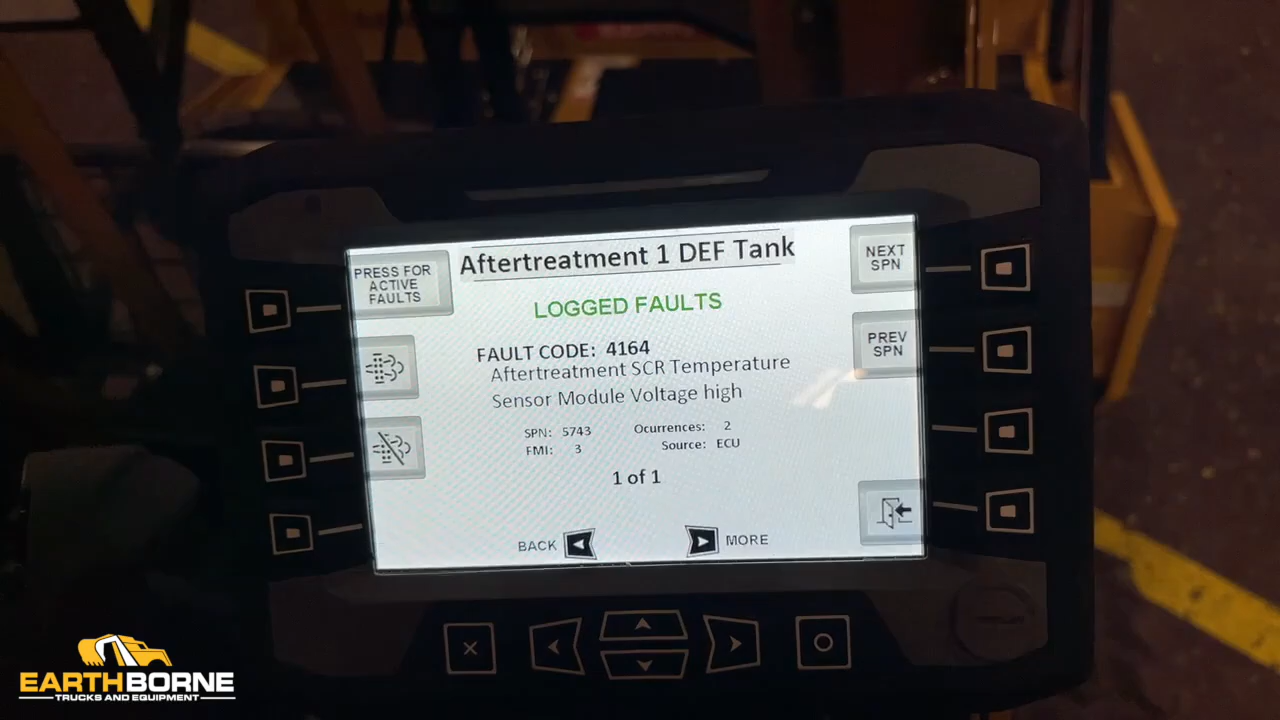 Aftertreatment 1 DEF Tank
PRESS FOR
ACTIVE
FAULTS
NEXT
SPN
LOGGED FAULTS
PREV
SPN
FAULT CODE: 4164
Aftertreatment SCR Temperature
Sensor Module Voltage high
SPN: 5743 Ocurrences: 2
FMI: 3 Source: ECU
1 of 1
BACK MORE
EARTHBORNE
TRUCKS AND EQUIPMENT